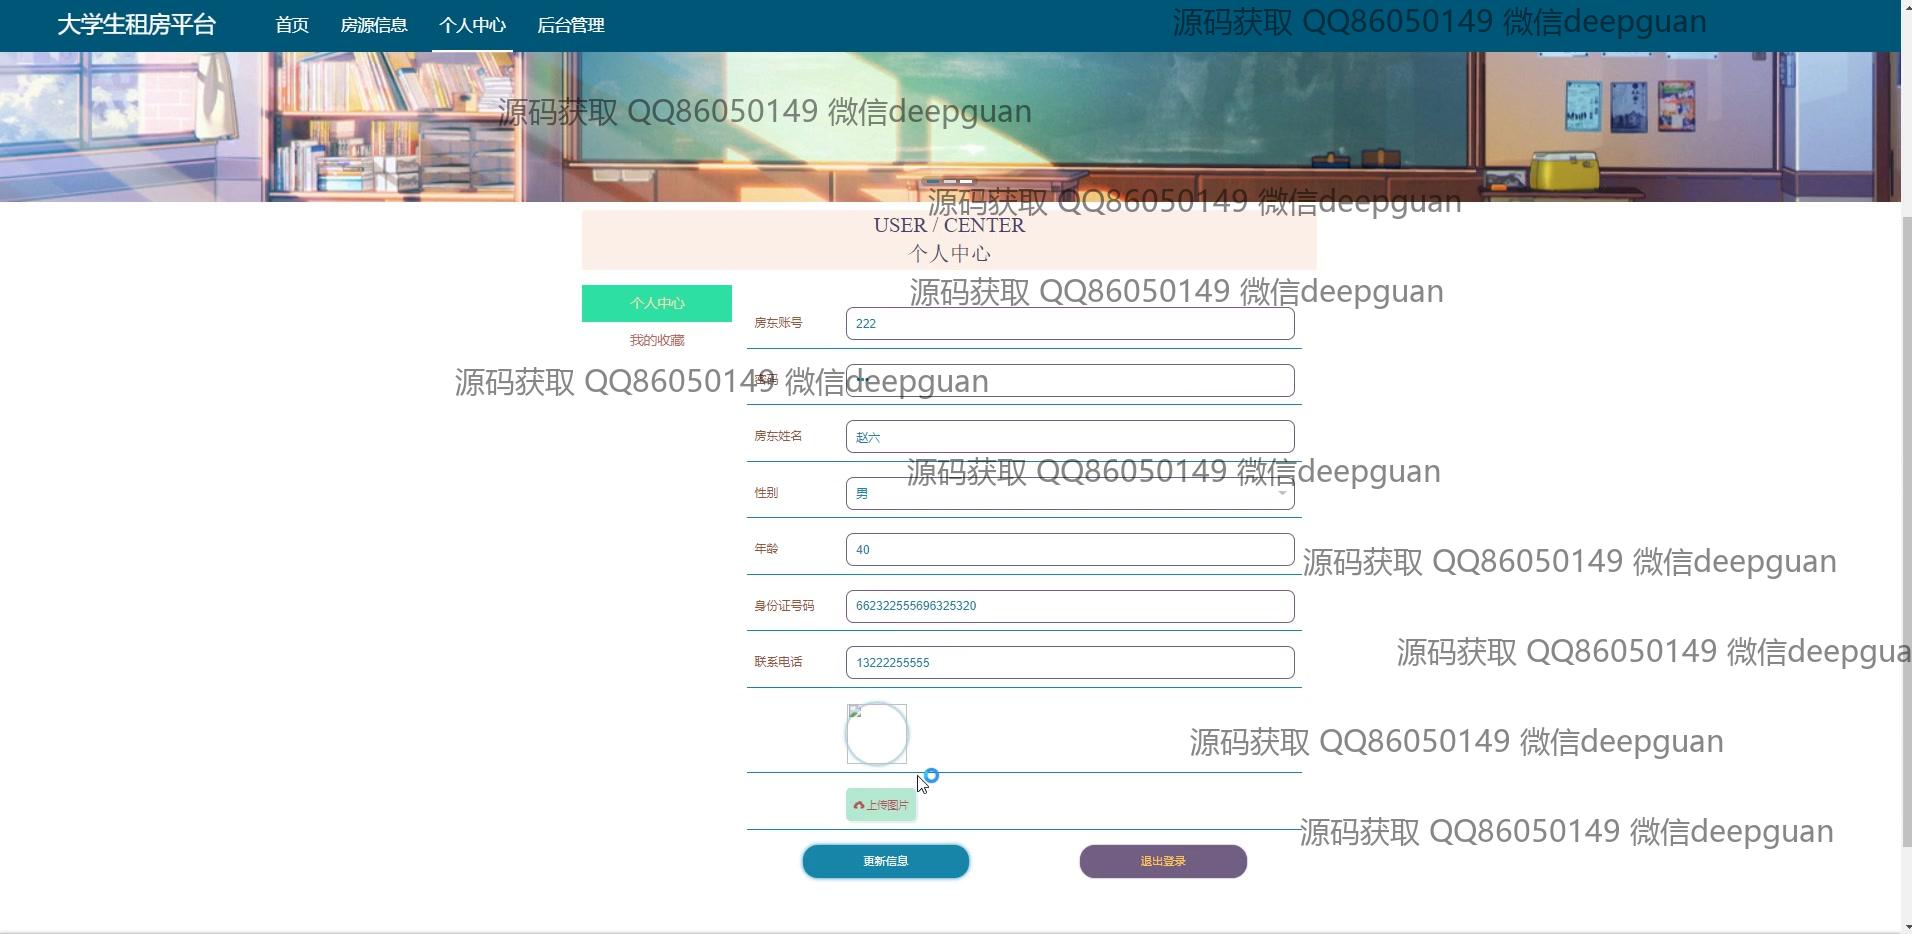 大学生租房平台 首页 房源信息 个人中心 后台管理 源码获取 QQ86050149 微信deepguan
源码获取 QQ86050149 微信deepguan
源码获取 QQ86050149 微信deepguan
USER / CENTER
个人中心
源码获取 QQ86050149 微信deepguan
个人中心
房东账号 222
我的收藏
源码获取 QQ86050149 微信deepguan
密码
房东姓名 赵六
源码获取 QQ86050149 微信deepguan
性别 男
年龄 40
源码获取 QQ86050149 微信deepguan
身份证号码 662322555696325320
源码获取 QQ86050149 微信deepgua
联系电话 13222255555
源码获取 QQ86050149 微信deepguan
上传图片
源码获取 QQ86050149 微信deepguan
更新信息 退出登录